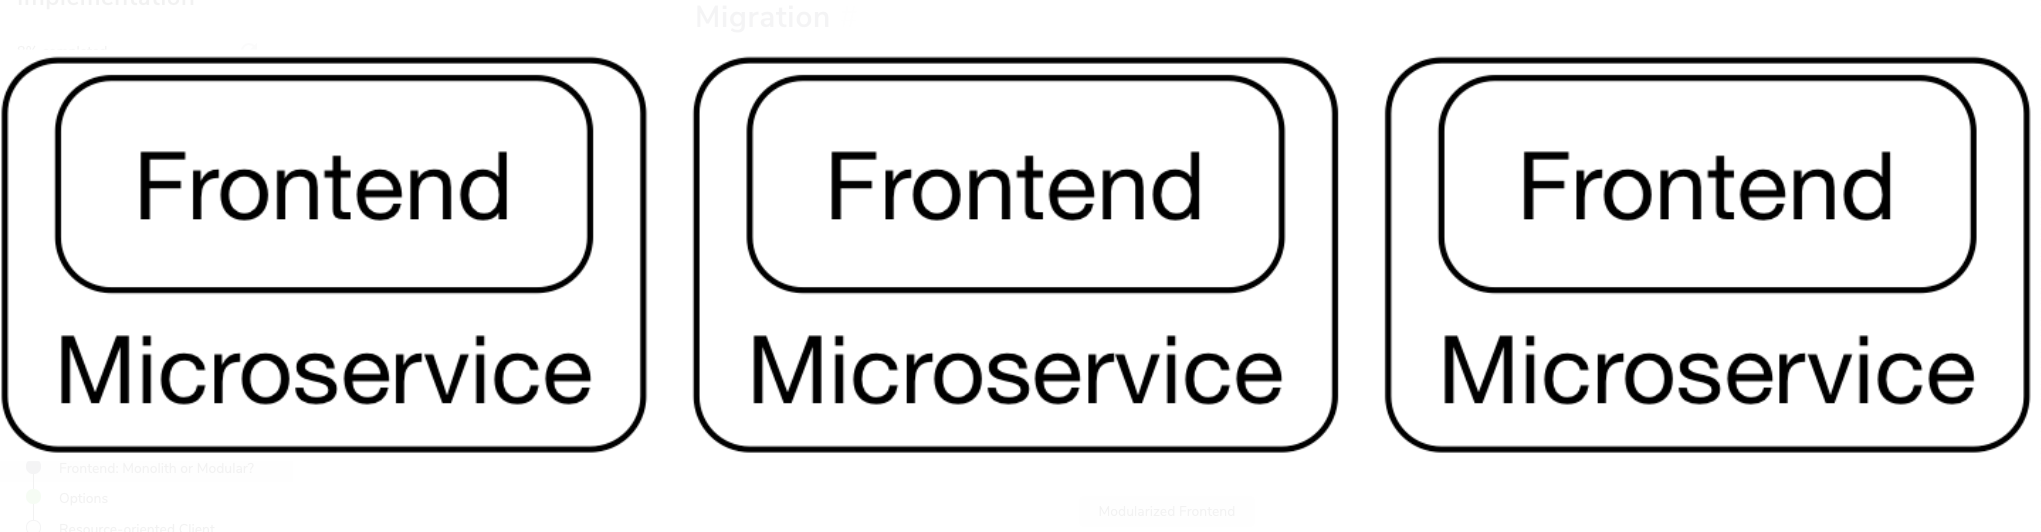 Implementation
Migration
Frontend
Frontend
Frontend
Microservice
Microservice
Microservice
Frontend: Monolith or Modular?
Options
Modularized Frontend
Resource-oriented Client